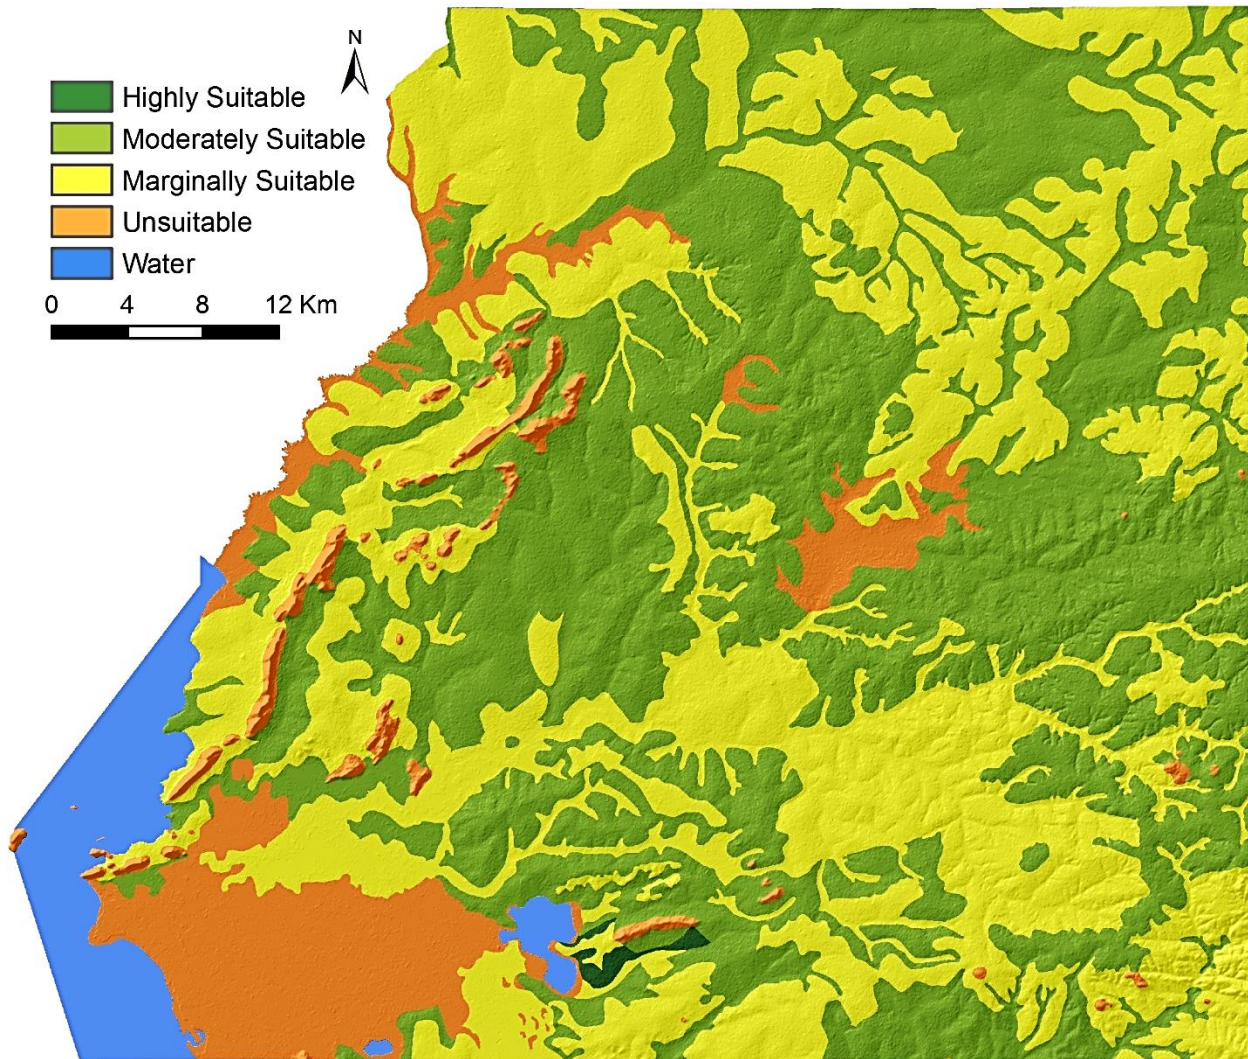 N
Highly Suitable
Moderately Suitable
Marginally Suitable
Unsuitable
Water
0 4 8 12 Km